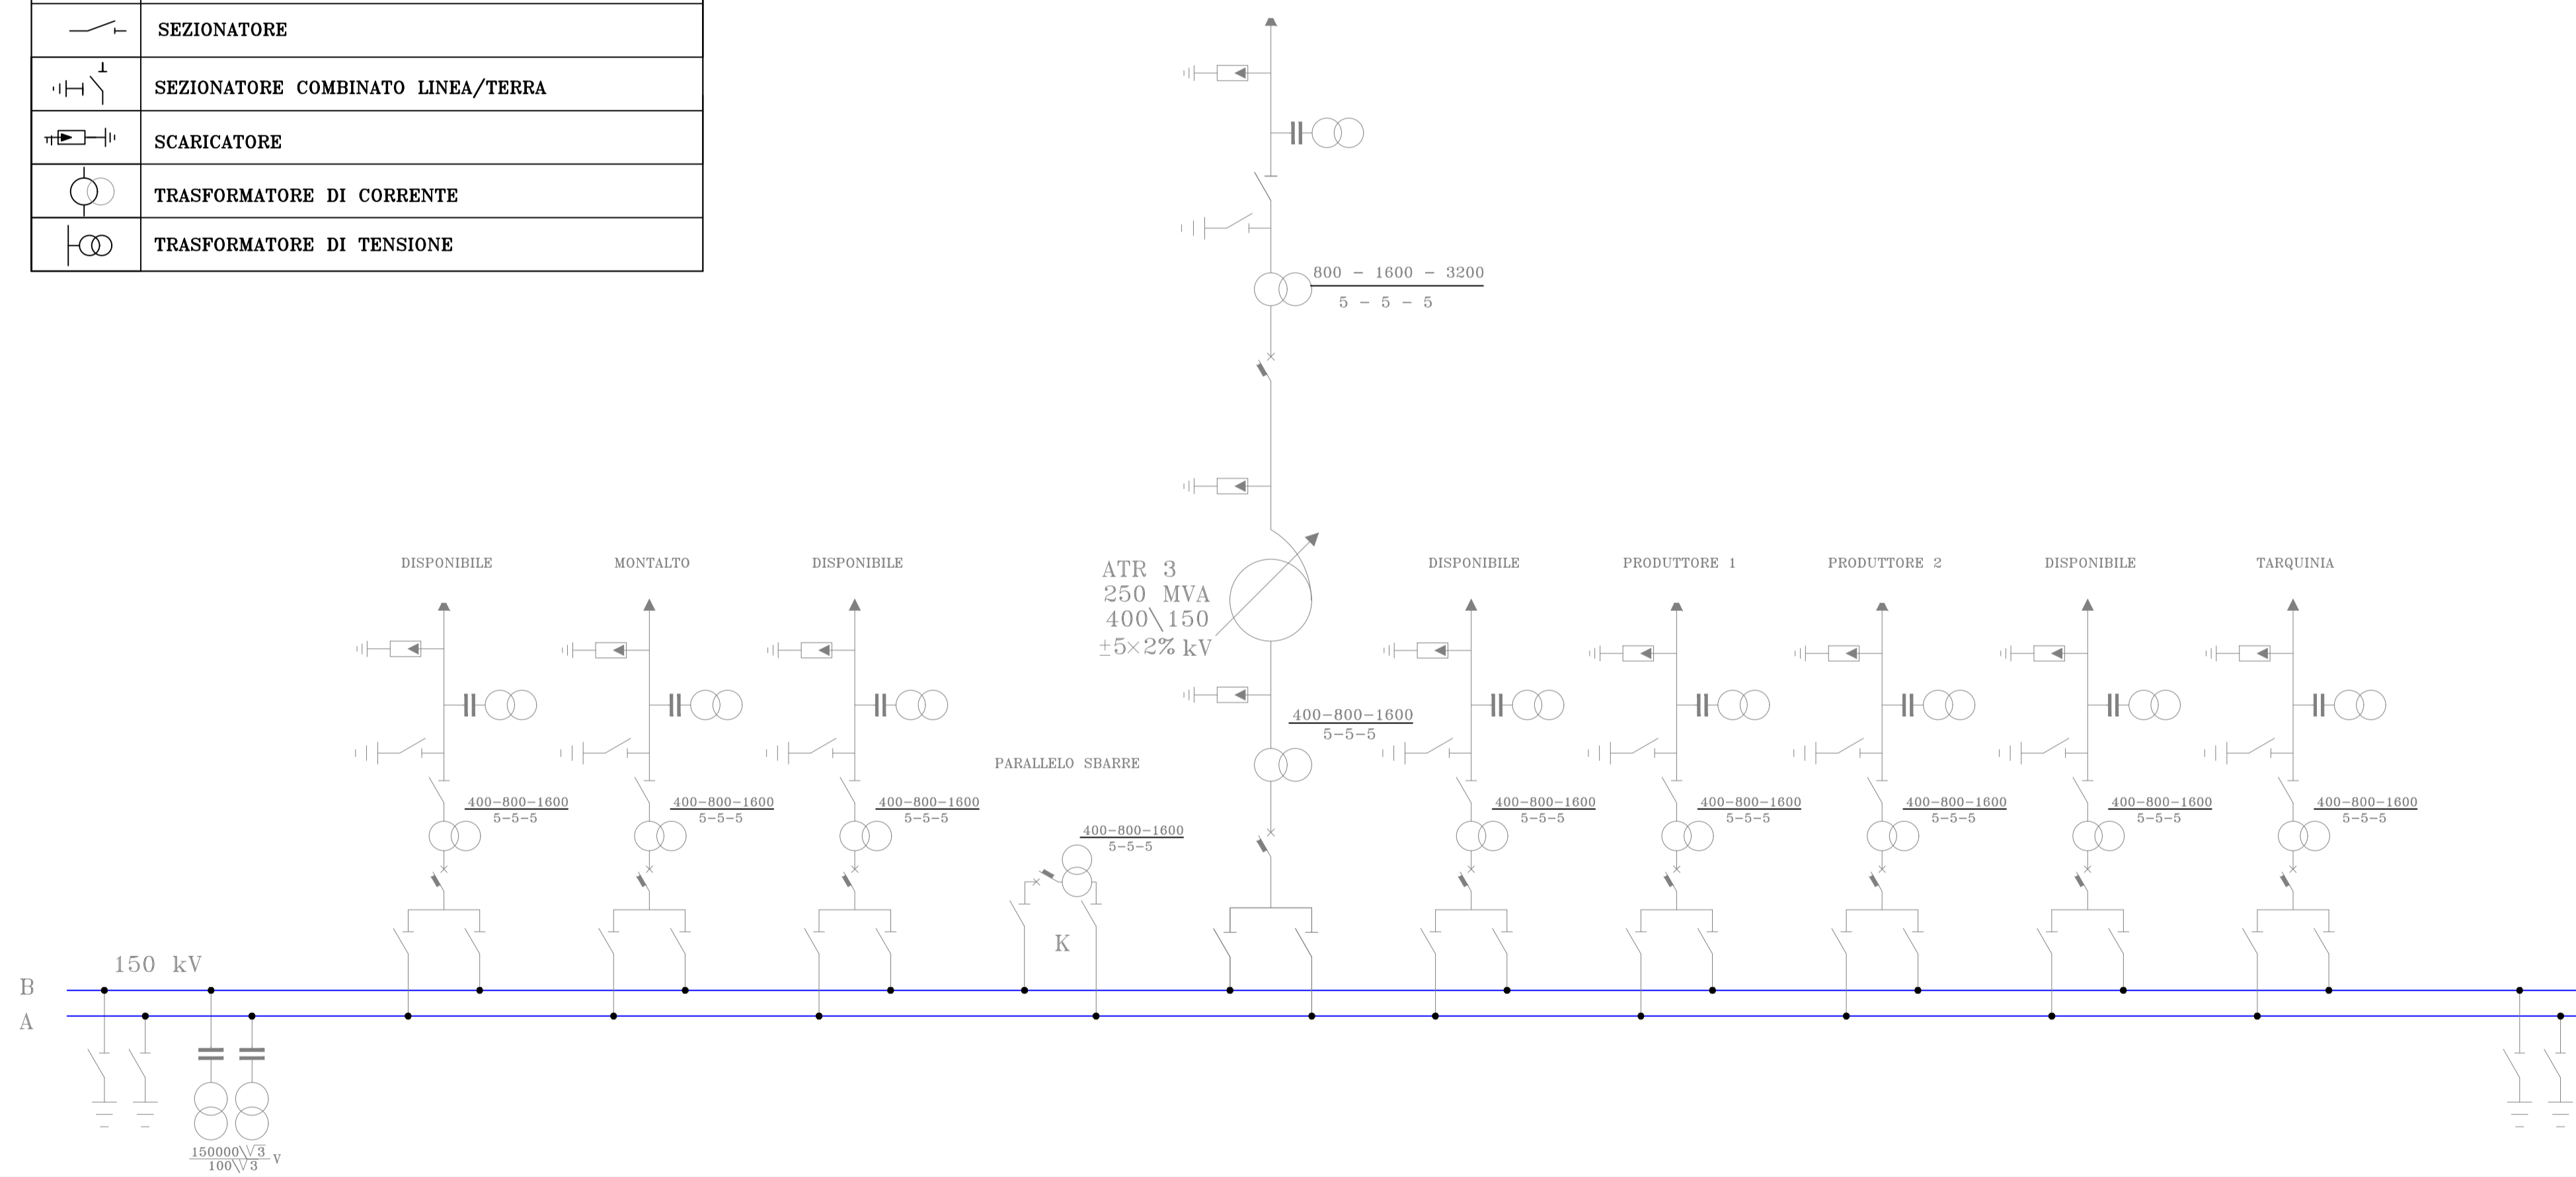 SEZIONATORE
SEZIONATORE COMBINATO LINEA/TERRA
SCARICATORE
TRASFORMATORE DI CORRENTE
TRASFORMATORE DI TENSIONE
800 - 1600 - 3200
5 - 5 - 5
DISPONIBILE
MONTALTO
DISPONIBILE
ATR 3
250 MVA
400\150
±5×2% kV
DISPONIBILE
PRODUTTORE 1
PRODUTTORE 2
DISPONIBILE
TARQUINIA
400-800-1600
5-5-5
PARALLELO SBARRE
400-800-1600
5-5-5
400-800-1600
5-5-5
400-800-1600
5-5-5
400-800-1600
5-5-5
400-800-1600
5-5-5
400-800-1600
5-5-5
400-800-1600
5-5-5
400-800-1600
5-5-5
400-800-1600
5-5-5
400-800-1600
5-5-5
K
150 kV
B
A
150000\√3
100\√3
V